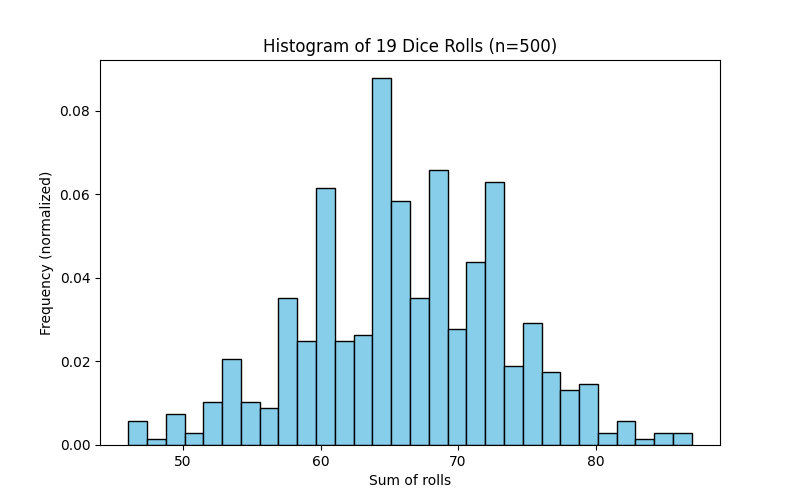 Histogram of 19 Dice Rolls (n=500)
Frequency (normalized)
0.08
0.06
0.04
0.02
0.00
50 60 70 80
Sum of rolls